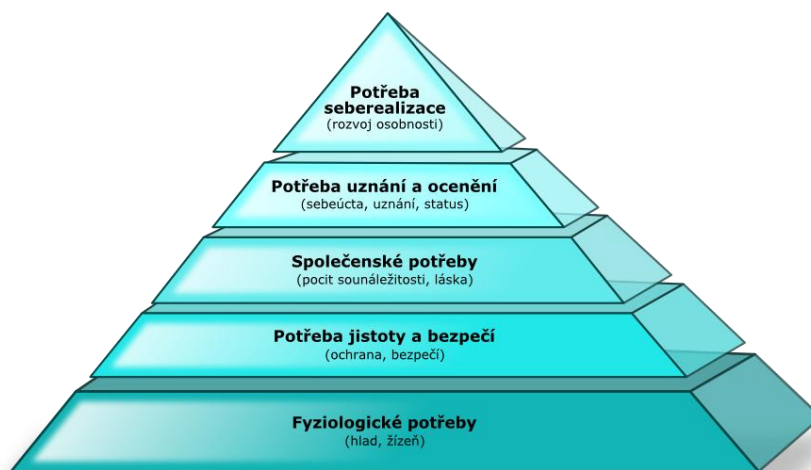 Potřeba
seberealizace
(rozvoj osobnosti)
Potřeba uznání a ocenění
(sebeúcta, uznání, status)
Společenské potřeby
(pocit sounáležitosti, láska)
Potřeba jistoty a bezpečí
(ochrana, bezpečí)
Fyziologické potřeby
(hlad, žízeň)